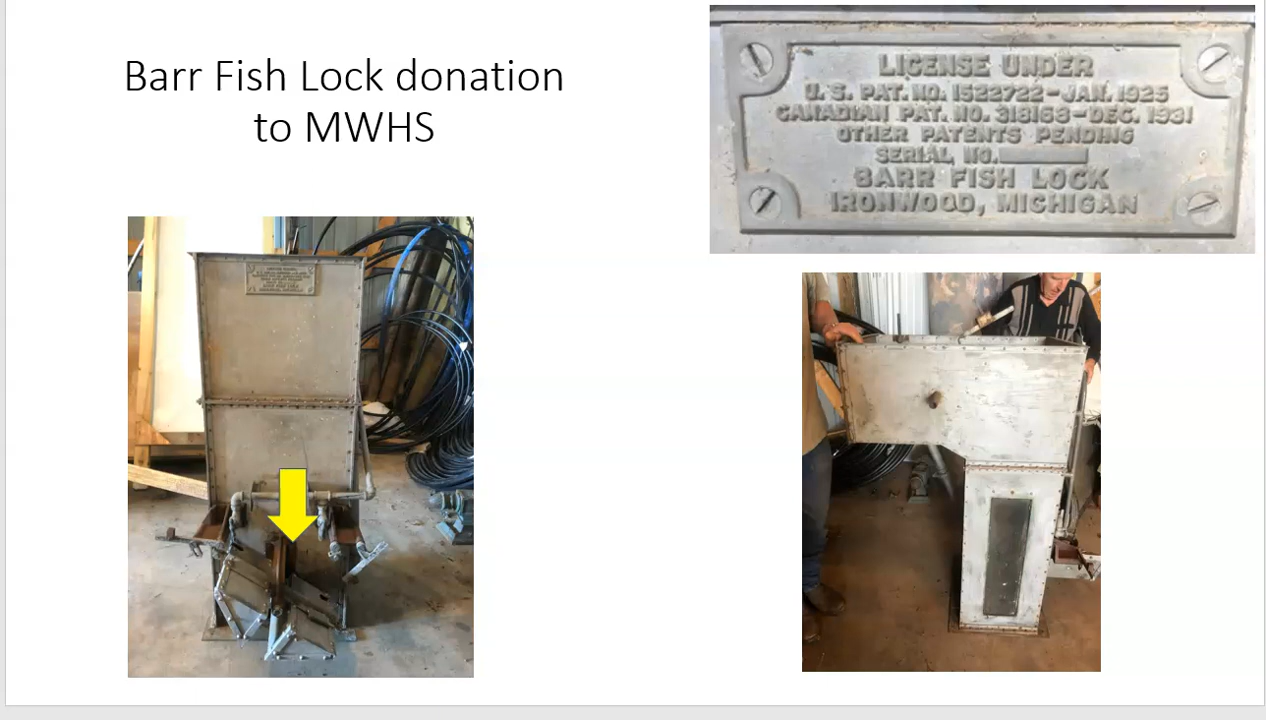 Barr Fish Lock donation
to MWHS
LICENSE UNDER
U. S. PAT. NO. 1522722-JAN. 1925
CANADIAN PAT. NO. 318168-DEC. 1931
OTHER PATENTS PENDING
SERIAL NO.
BARR FISH LOCK
IRONWOOD, MICHIGAN